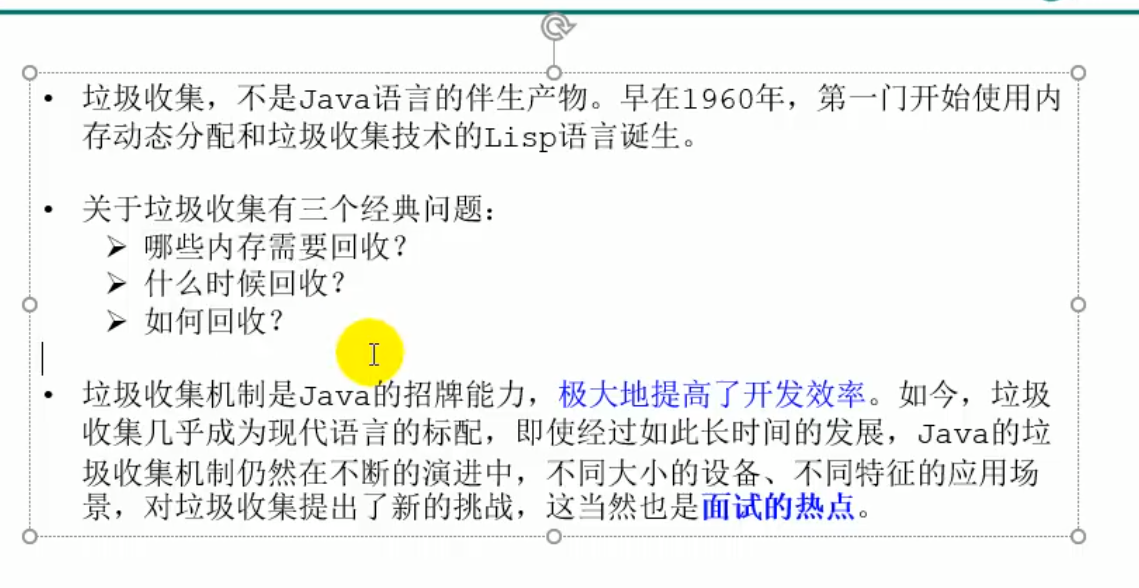 • 垃圾收集，不是Java语言的伴生产物。早在1960年，第一门开始使用内
存动态分配和垃圾收集技术的Lisp语言诞生。
• 关于垃圾收集有三个经典问题：
➢ 哪些内存需要回收？
➢ 什么时候回收？
➢ 如何回收？
• 垃圾收集机制是Java的招牌能力，极大地提高了开发效率。如今，垃圾
收集几乎成为现代语言的标配，即使经过如此长时间的发展，Java的垃
圾收集机制仍然在不断的演进中，不同大小的设备、不同特征的应用场
景，对垃圾收集提出了新的挑战，这当然也是面试的热点。